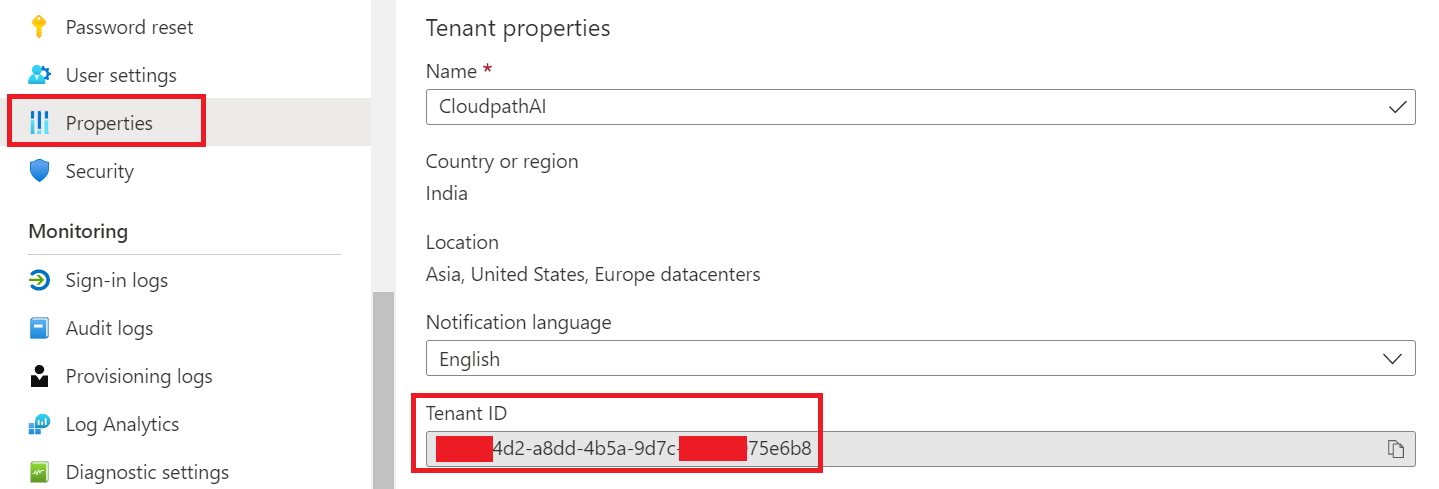 Password reset
User settings
Properties
Security
Monitoring
Sign-in logs
Audit logs
Provisioning logs
Log Analytics
Diagnostic settings
Tenant properties
Name *
CloudpathAI
Country or region
India
Location
Asia, United States, Europe datacenters
Notification language
English
Tenant ID
4d2-a8dd-4b5a-9d7c-75e6b8